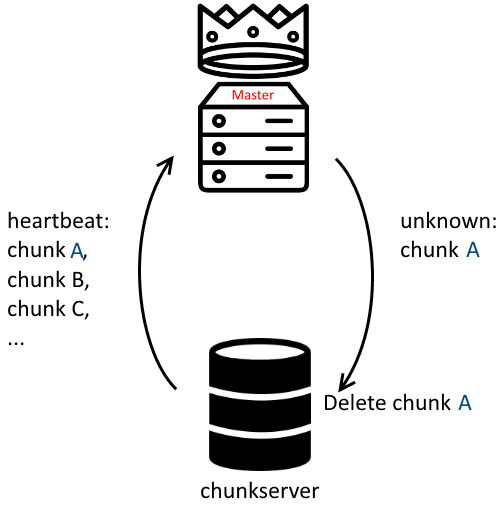 Master
heartbeat:
chunk A,
chunk B,
chunk C,
...
unknown:
chunk A
Delete chunk A
chunkserver